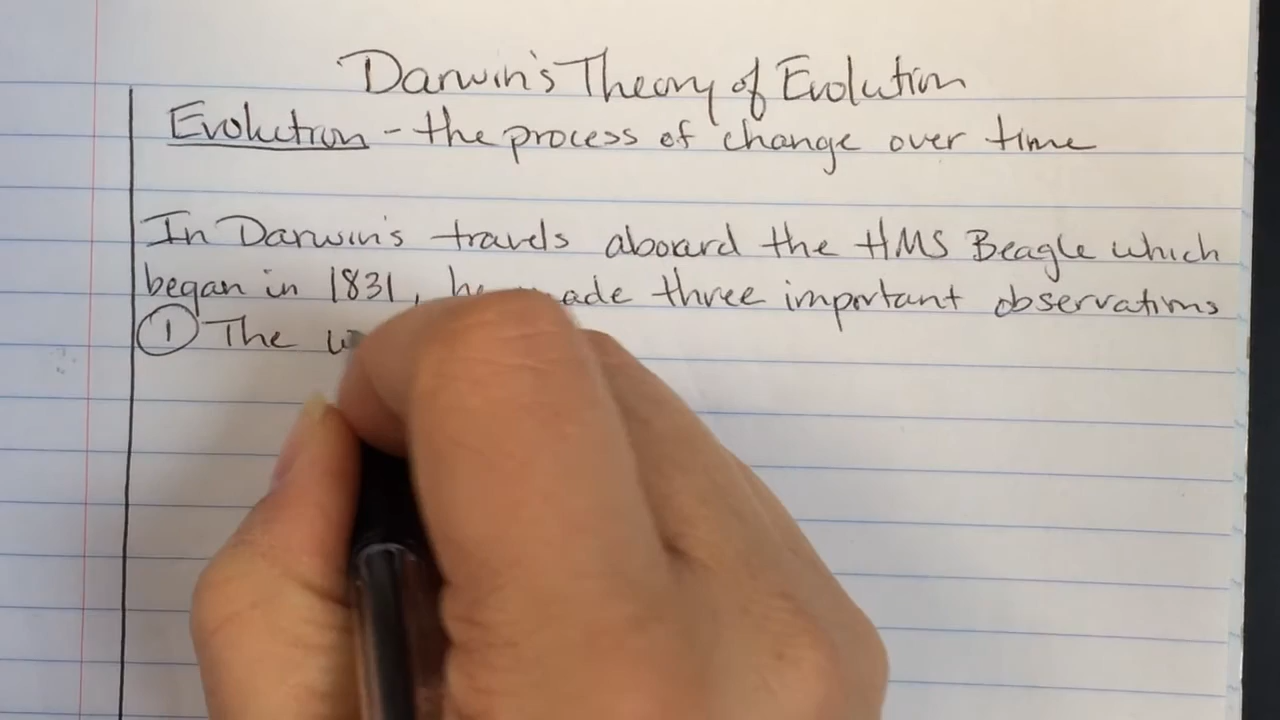 Darwin's Theory of Evolution
Evolution - the process of change over time
In Darwin's travels aboard the HMS Beagle which
began in 1831, three important observations
① The